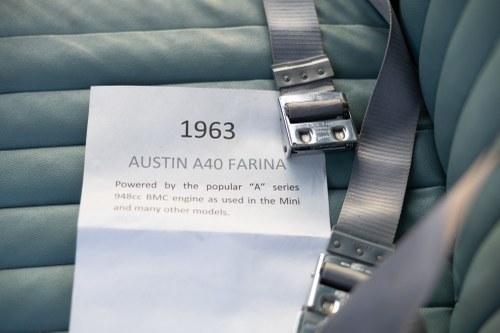 1963
AUSTIN A40 FARINA
Powered by the popular "A" series
948cc BMC engine as used in the Mini
and many other models.